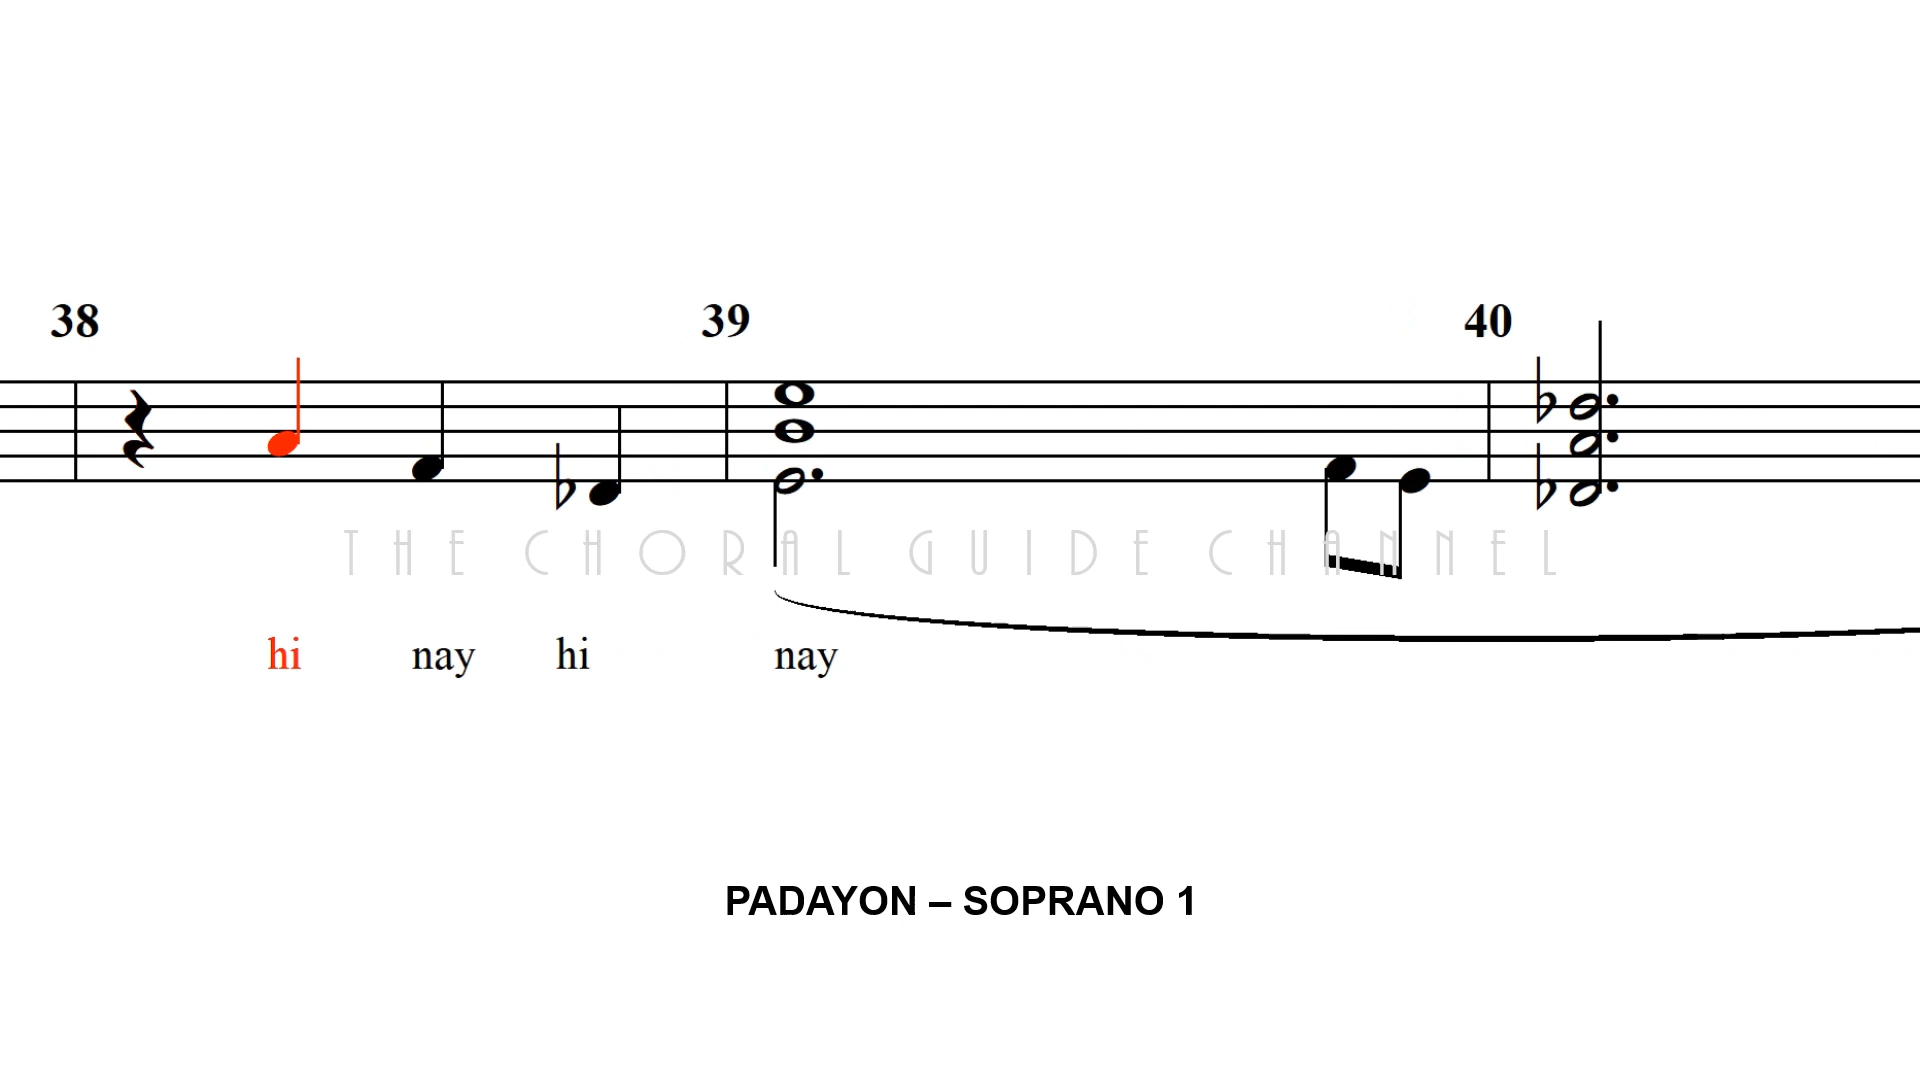 38 39 40
THE CHORAL GUIDE CHANNEL
hi nay hi nay
PADAYON – SOPRANO 1